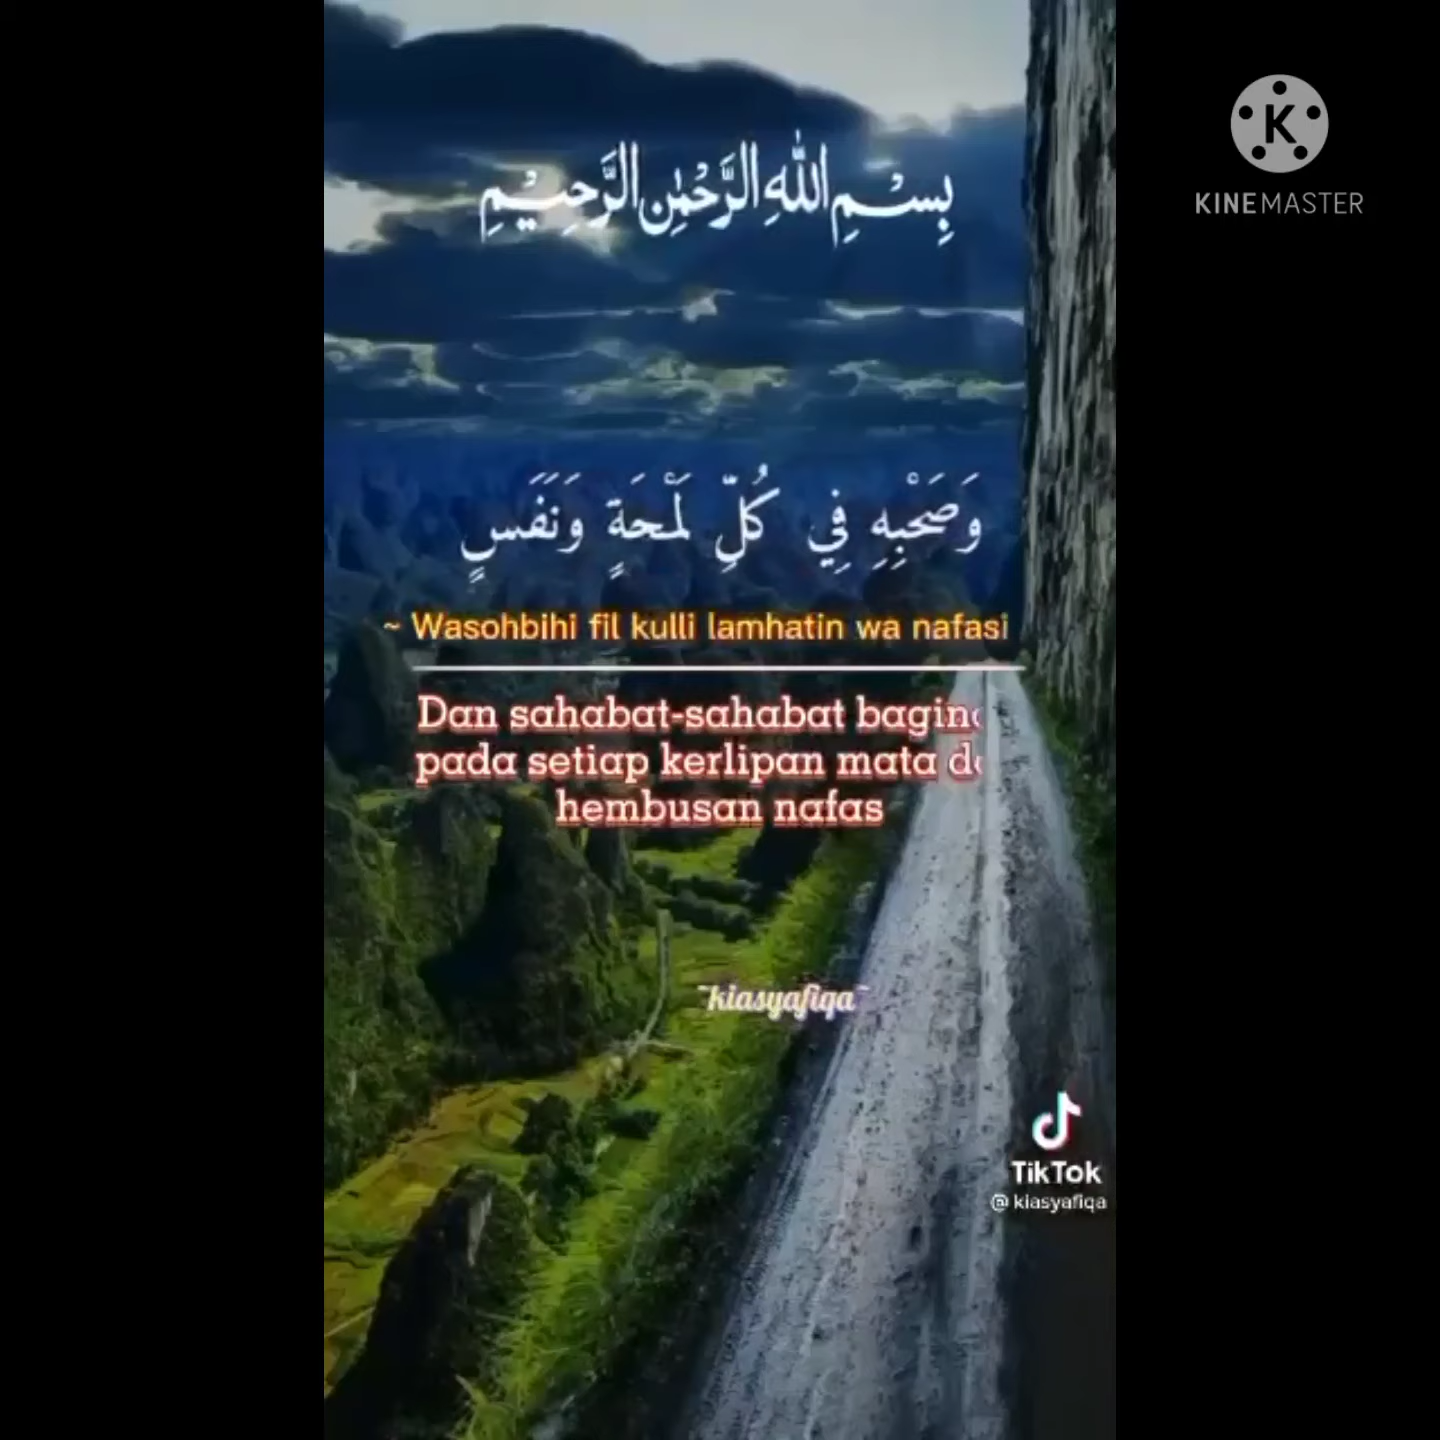 بِسْمِ اللهِ الرَّحْمٰنِ الرَّحِيْمِ
K
KINEMASTER
وَصَحْبِهِ فِي كُلِّ لَمْحَةٍ وَنَفَسٍ
~ Wasohbihi fil kulli lamhatin wa nafasi
Dan sahabat-sahabat
pada setiap kerlipan mata
hembusan nafas
~kiasyafiqa~
TikTok
@kiasyafiqa